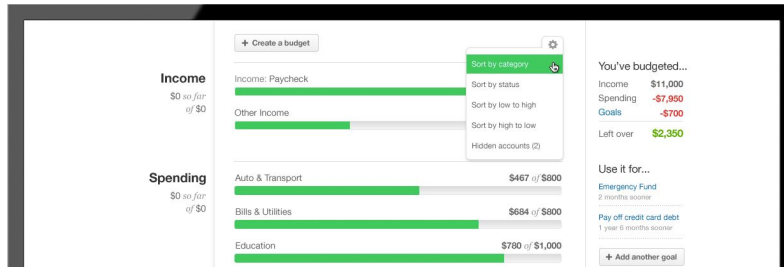 + Create a budget
Income
$0 so far
of $0
Income: Paycheck
Other Income
Sort by category
Sort by status
Sort by low to high
Sort by high to low
Hidden accounts (2)
Spending
$0 so far
of $0
Auto & Transport $467 of $800
Bills & Utilities $684 of $800
Education $780 of $1,000
You've budgeted...
Income $11,000
Spending -$7,950
Goals -$700
Left over $2,350
Use it for...
Emergency Fund
2 months sooner
Pay off credit card debt
1 year 6 months sooner
+ Add another goal